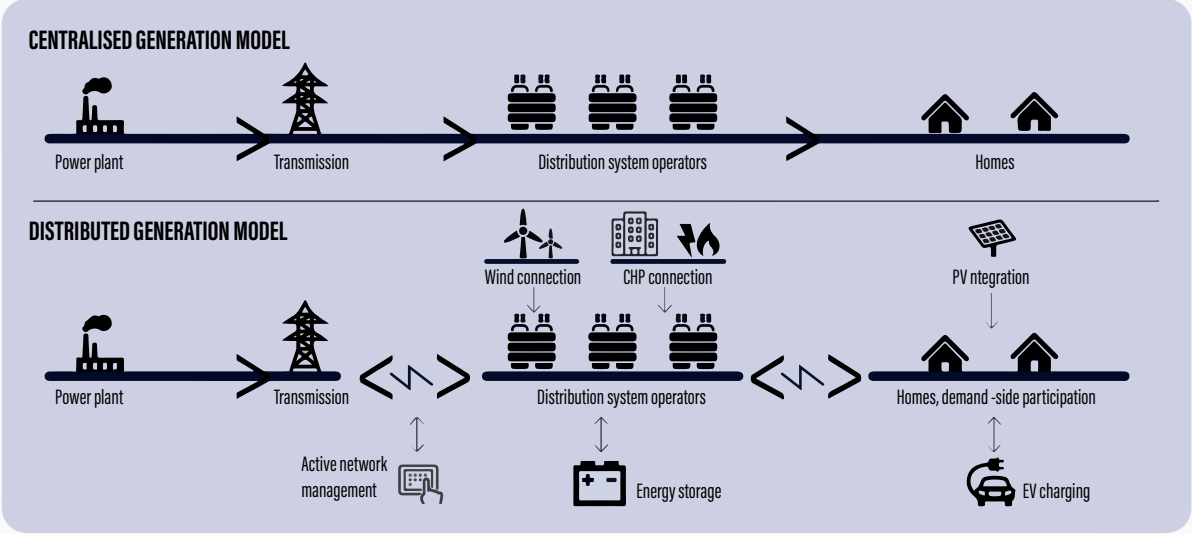 CENTRALISED GENERATION MODEL
Power plant
Transmission
Distribution system operators
Homes
DISTRIBUTED GENERATION MODEL
Wind connection
CHP connection
PV ntegration
Power plant
Transmission
Distribution system operators
Homes, demand -side participation
Active network
management
Energy storage
EV charging